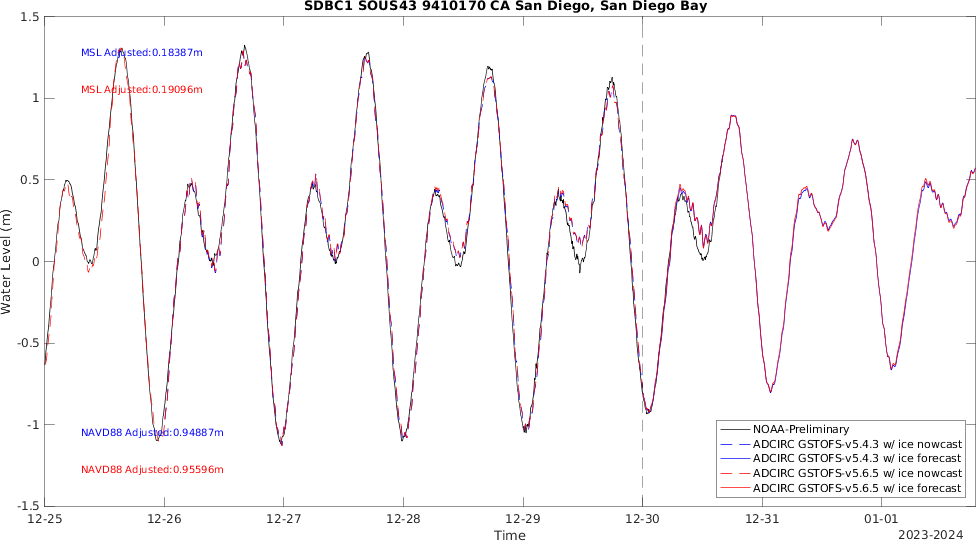 SDBC1 SOUS43 9410170 CA San Diego, San Diego Bay
1.5
MSL Adjusted:0.18387m
MSL Adjusted:0.19096m
1
0.5
Water Level (m)
0
-0.5
-1
NAVD88 Adjusted:0.94887m
NAVD88 Adjusted:0.95596m
-1.5
NOAA-Preliminary
ADCIRC GSTOFS-v5.4.3 w/ ice nowcast
ADCIRC GSTOFS-v5.4.3 w/ ice forecast
ADCIRC GSTOFS-v5.6.5 w/ ice nowcast
ADCIRC GSTOFS-v5.6.5 w/ ice forecast
12-25 12-26 12-27 12-28 12-29 12-30 12-31 01-01
Time
2023-2024